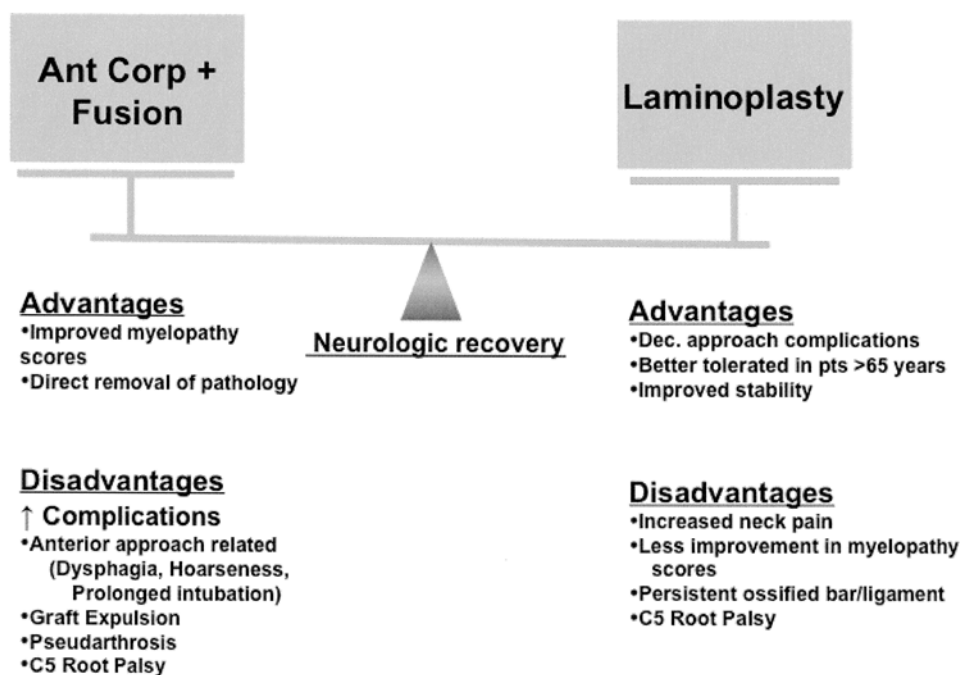 Ant Corp +
Fusion
Laminoplasty
Neurologic recovery
Advantages
•Improved myelopathy
scores
•Direct removal of pathology
Disadvantages
↑ Complications
•Anterior approach related
(Dysphagia, Hoarseness,
Prolonged intubation)
•Graft Expulsion
•Pseudarthrosis
•C5 Root Palsy
Advantages
•Dec. approach complications
•Better tolerated in pts >65 years
•Improved stability
Disadvantages
•Increased neck pain
•Less improvement in myelopathy
scores
•Persistent ossified bar/ligament
•C5 Root Palsy